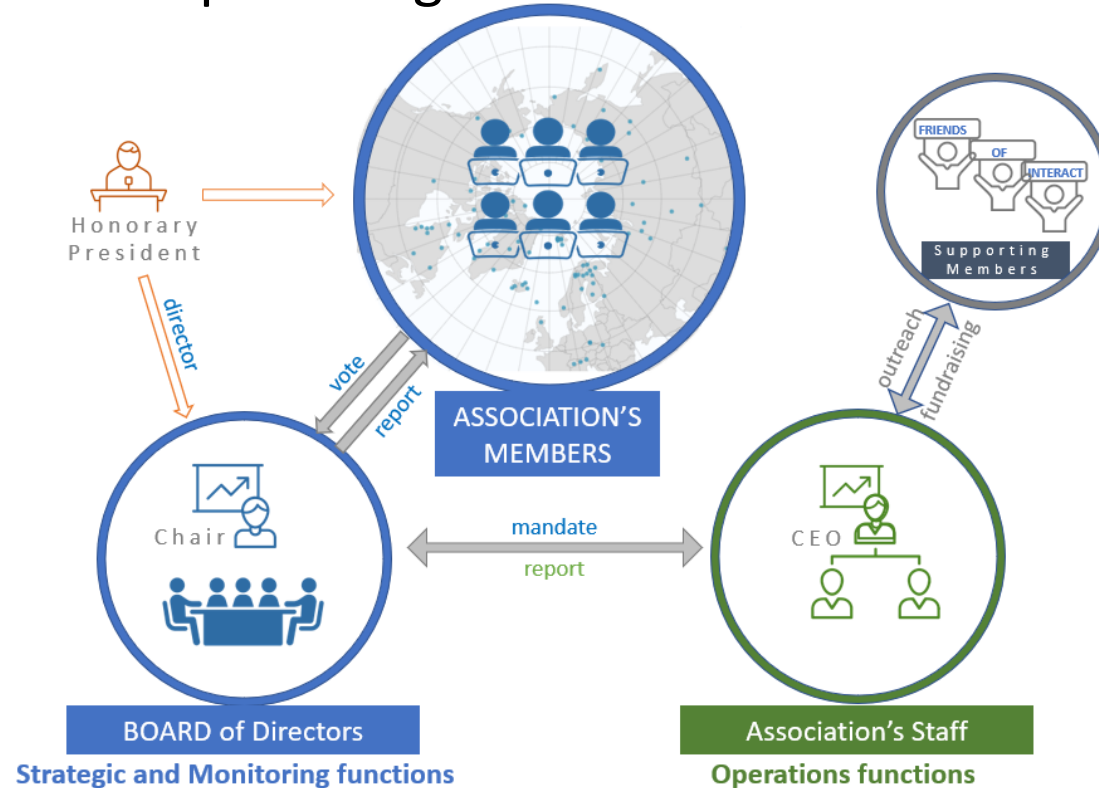 FRIENDS
OF
INTERACT
Supporting
Members
Honorary
President
director
vote
report
outreach
fundraising
ASSOCIATION'S
MEMBERS
Chair
mandate
report
CEO
BOARD of Directors
Association's Staff
Strategic and Monitoring functions
Operations functions